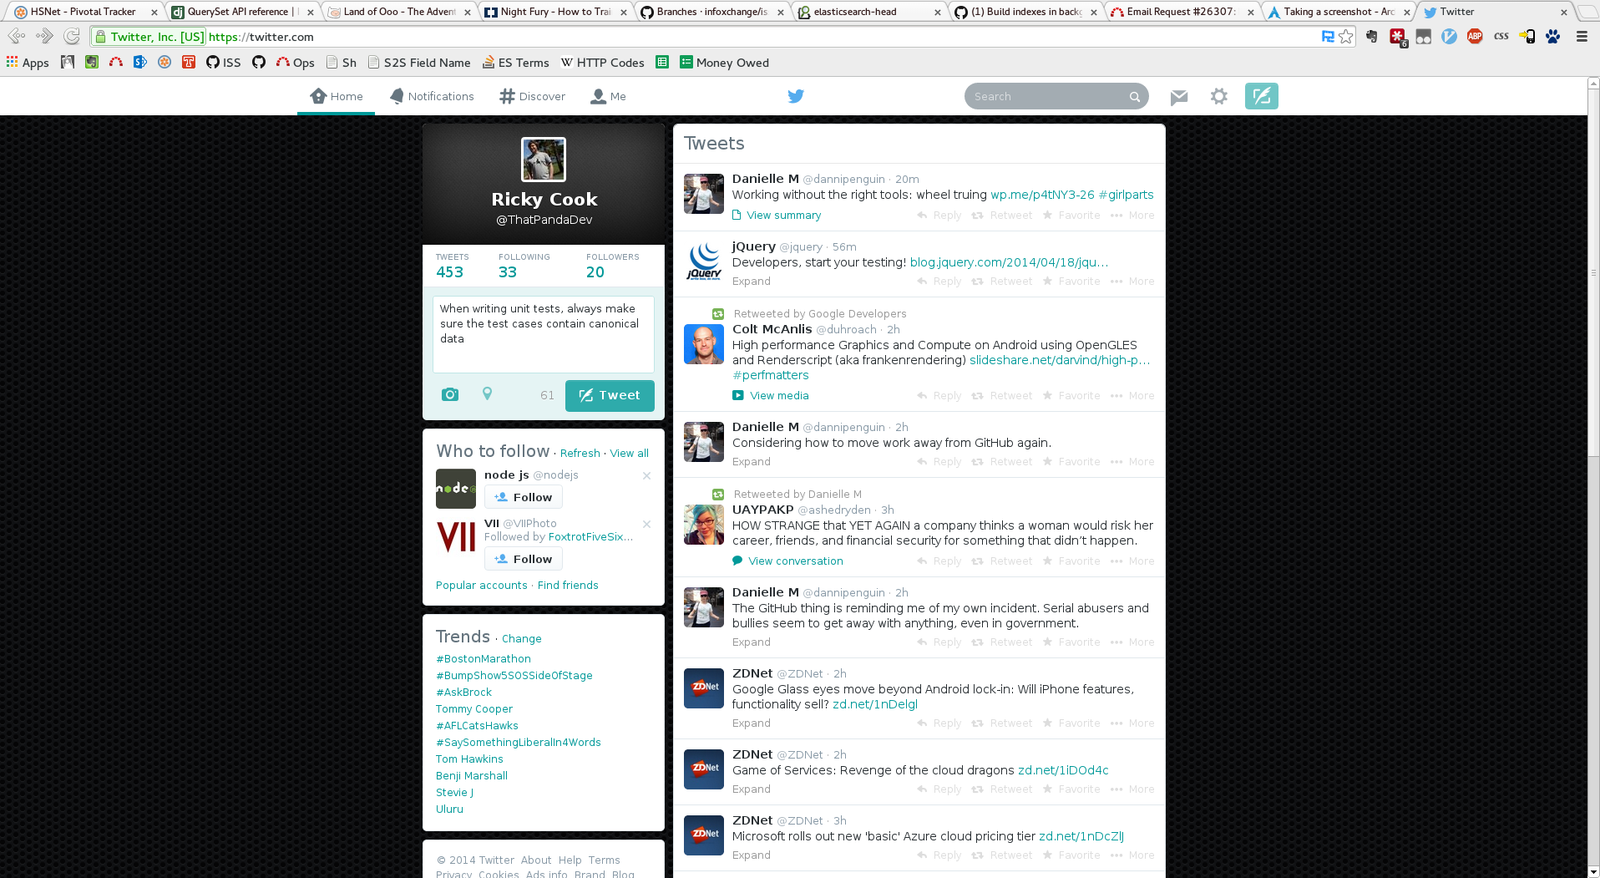 HSNet - Pivotal Tracker
QuerySet API reference |
Land of Ooo - The Advent
Night Fury - How to Trai
Branches · infoxchange/is
elasticsearch-head
(1) Build indexes in backg
Email Request #26307:
Taking a screenshot - Arc
Twitter
Twitter, Inc. [US] https://twitter.com
6
ABP
CSS
Apps
ISS
Ops
Sh
S2S Field Name
ES Terms
W HTTP Codes
Money Owed
Home
Notifications
Discover
Me
Search
Ricky Cook
@ThatPandaDev
TWEETS FOLLOWING FOLLOWERS
453 33 20
When writing unit tests, always make
sure the test cases contain canonical
data
61 Tweet
Who to follow · Refresh · View all
node js @nodejs
Follow
VII VII @VIIPhoto
Followed by FoxtrotFiveSix...
Follow
Popular accounts · Find friends
Trends · Change
#BostonMarathon
#BumpShow5SOSSideOfStage
#AskBrock
Tommy Cooper
#AFLCatsHawks
#SaySomethingLiberalIn4Words
Tom Hawkins
Benji Marshall
Stevie J
Uluru
© 2014 Twitter About Help Terms
Privacy Cookies Ads info Brand Blog
Tweets
Danielle M @dannipenguin · 20m
Working without the right tools: wheel truing wp.me/p4tNY3-26 #girlparts
View summary Reply Retweet Favorite More
jQuery @jquery · 56m
jQuery Developers, start your testing! blog.jquery.com/2014/04/18/jqu…
Expand Reply Retweet Favorite More
Retweeted by Google Developers
Colt McAnlis @duhroach · 2h
High performance Graphics and Compute on Android using OpenGLES
and Renderscript (aka frankenrendering) slideshare.net/darvind/high-p…
#perfmatters
View media Reply Retweet Favorite More
Danielle M @dannipenguin · 2h
Considering how to move work away from GitHub again.
Expand Reply Retweet Favorite More
Retweeted by Danielle M
UAYPAKP @ashedryden · 3h
HOW STRANGE that YET AGAIN a company thinks a woman would risk her
career, friends, and financial security for something that didn't happen.
View conversation Reply Retweet Favorite More
Danielle M @dannipenguin · 2h
The GitHub thing is reminding me of my own incident. Serial abusers and
bullies seem to get away with anything, even in government.
Expand Reply Retweet Favorite More
ZDNet @ZDNet · 2h
ZDNet Google Glass eyes move beyond Android lock-in: Will iPhone features,
functionality sell? zd.net/1nDelgl
Expand Reply Retweet Favorite More
ZDNet @ZDNet · 2h
ZDNet Game of Services: Revenge of the cloud dragons zd.net/1iDOd4c
Expand Reply Retweet Favorite More
ZDNet @ZDNet · 3h
ZDNet Microsoft rolls out new 'basic' Azure cloud pricing tier zd.net/1nDcZlJ
Expand Reply Retweet Favorite More